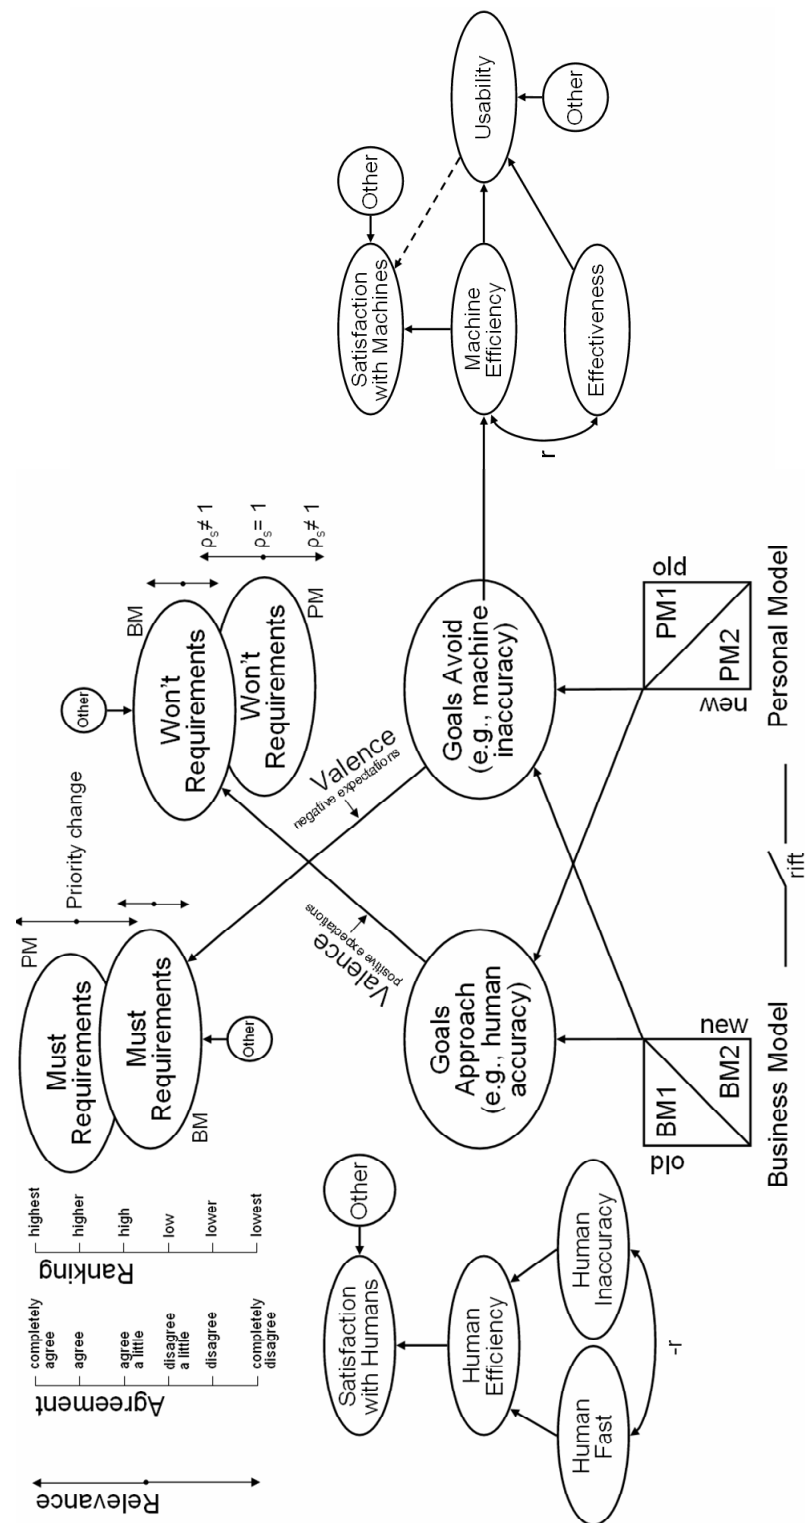 Relevance
Agreement
completely
agree
agree
agree
a little
disagree
a little
disagree
completely
disagree
Ranking
highest
higher
high
low
lower
lowest
PM
Must
Requirements
Must
Requirements
BM
Other
Priority change
Other
BM
Won't
Requirements
Won't
Requirements
PM
ρs≠ 1
ρs= 1
ρs≠ 1
Valence
positive expectations
Valence
negative expectations
Satisfaction
with Humans
Other
Human
Efficiency
Human
Fast
Human
Inaccuracy
-r
Goals
Approach
(e.g., human
accuracy)
Goals Avoid
(e.g., machine
inaccuracy)
Satisfaction
with Machines
Other
Machine
Efficiency
Usability
Other
Effectiveness
r
old
BM1
BM2
new
Business Model
rift
new
PM1
PM2
old
Personal Model